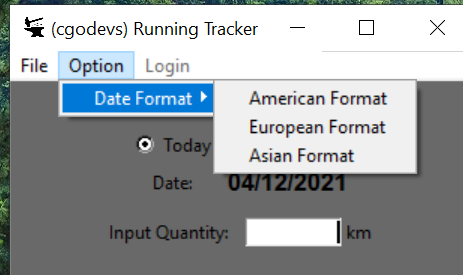 (cgodevs) Running Tracker
File Option Login
Date Format American Format
European Format
Asian Format
Today
Date: 04/12/2021
Input Quantity: km